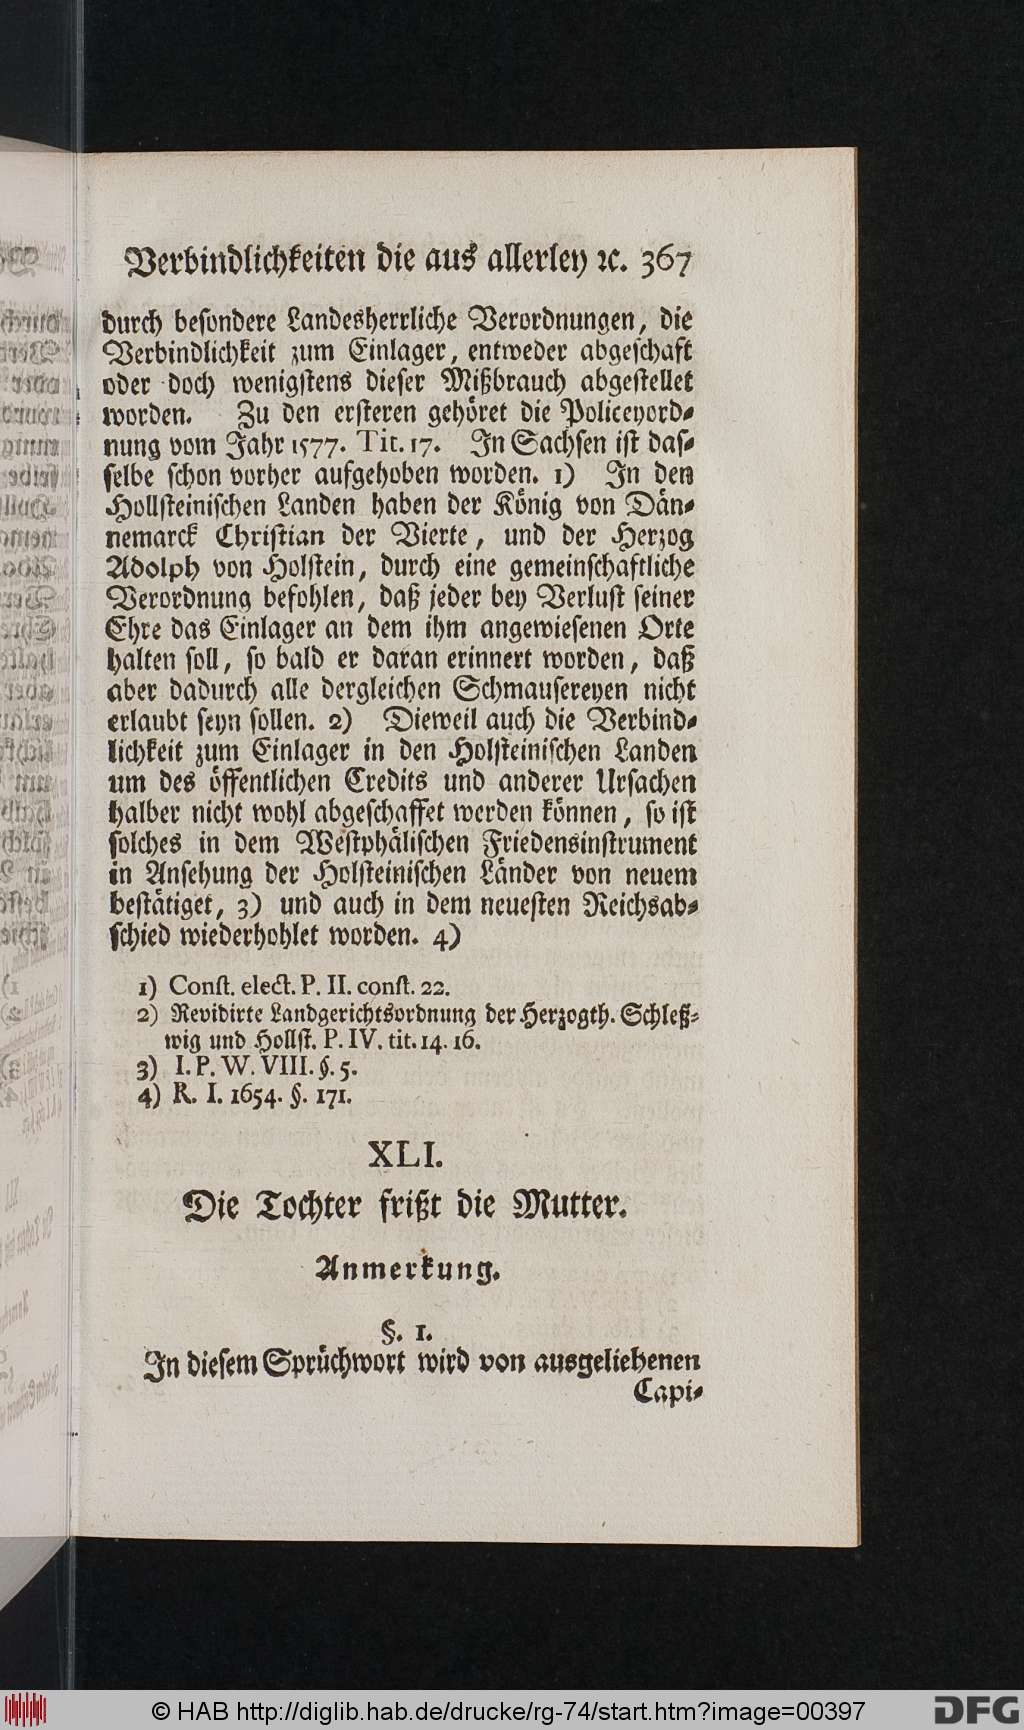 Verbindlichkeiten die aus allerley ꝛc. 367
durch besondere Landesherrliche Verordnungen, die
Verbindlichkeit zum Einlager, entweder abgeschaft
oder doch wenigstens dieser Mißbrauch abgestellet
worden. Zu den ersteren gehöret die Policeyord-
nung vom Jahr 1577. Tit. 17. In Sachsen ist das-
selbe schon vorher aufgehoben worden. 1) In den
Hollsteinischen Landen haben der König von Dän-
nemarck Christian der Vierte, und der Herzog
Adolph von Holstein, durch eine gemeinschaftliche
Verordnung befohlen, daß jeder bey Verlust seiner
Ehre das Einlager an dem ihm angewiesenen Orte
halten soll, so bald er daran erinnert worden, daß
aber dadurch alle dergleichen Schmausereyen nicht
erlaubt seyn sollen. 2) Dieweil auch die Verbind-
lichkeit zum Einlager in den Holsteinischen Landen
um des öffentlichen Credits und anderer Ursachen
halber nicht wohl abgeschaffet werden können, so ist
solches in dem Westphälischen Friedensinstrument
in Ansehung der Holsteinischen Länder von neuem
bestätiget, 3) und auch in dem neuesten Reichsab-
schied wiederhohlet worden. 4)
1) Const. elect. P. II. const. 22.
2) Revidirte Landgerichtsordnung der Herzogth. Schleß-
wig und Hollst. P. IV. tit. 14. 16.
3) I. P. W. VIII. §. 5.
4) R. I. 1654. §. 171.
XLI.
Die Tochter frißt die Mutter.
Anmerkung.
§. 1.
In diesem Sprüchwort wird von ausgeliehenen
Capi-
© HAB http://diglib.hab.de/drucke/rg-74/start.htm?image=00397
DFG